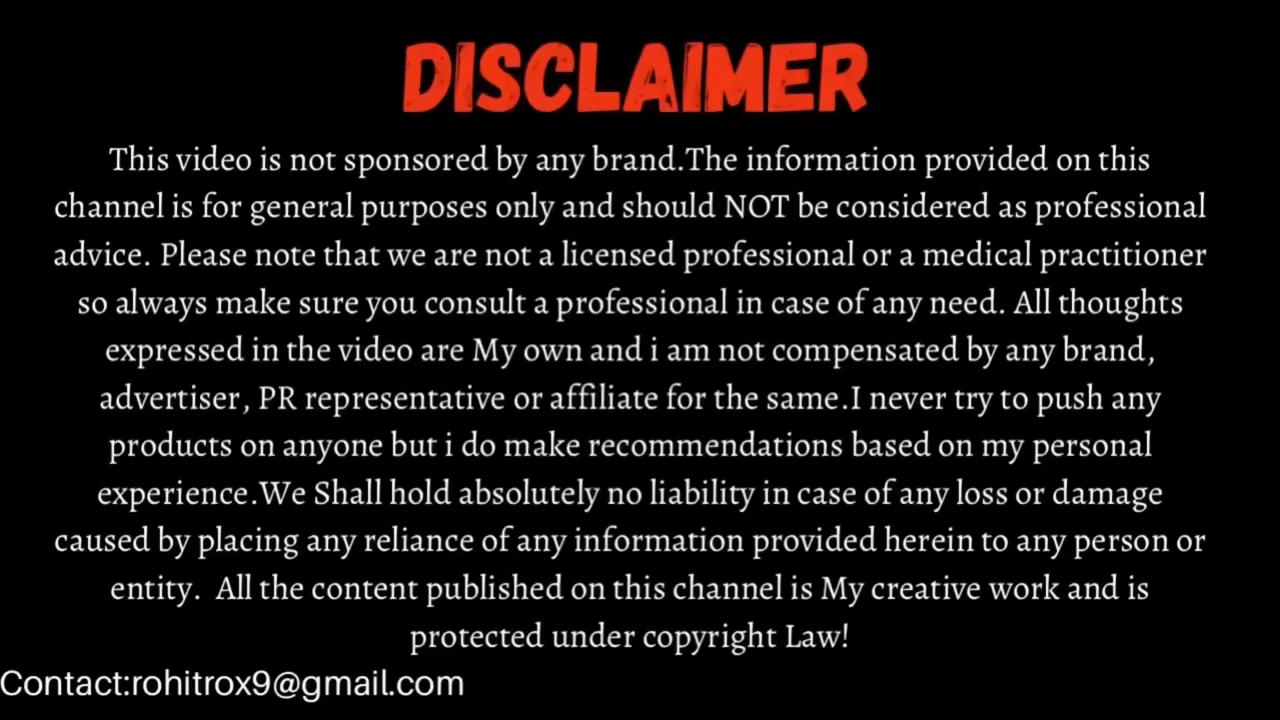 DISCLAIMER
This video is not sponsored by any brand.The information provided on this
channel is for general purposes only and should NOT be considered as professional
advice. Please note that we are not a licensed professional or a medical practitioner
so always make sure you consult a professional in case of any need. All thoughts
expressed in the video are My own and i am not compensated by any brand,
advertiser, PR representative or affiliate for the same.I never try to push any
products on anyone but i do make recommendations based on my personal
experience.We Shall hold absolutely no liability in case of any loss or damage
caused by placing any reliance of any information provided herein to any person or
entity.  All the content published on this channel is My creative work and is
protected under copyright Law!
Contact:rohitrox9@gmail.com